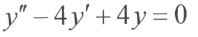 y″ − 4y′ + 4y = 0